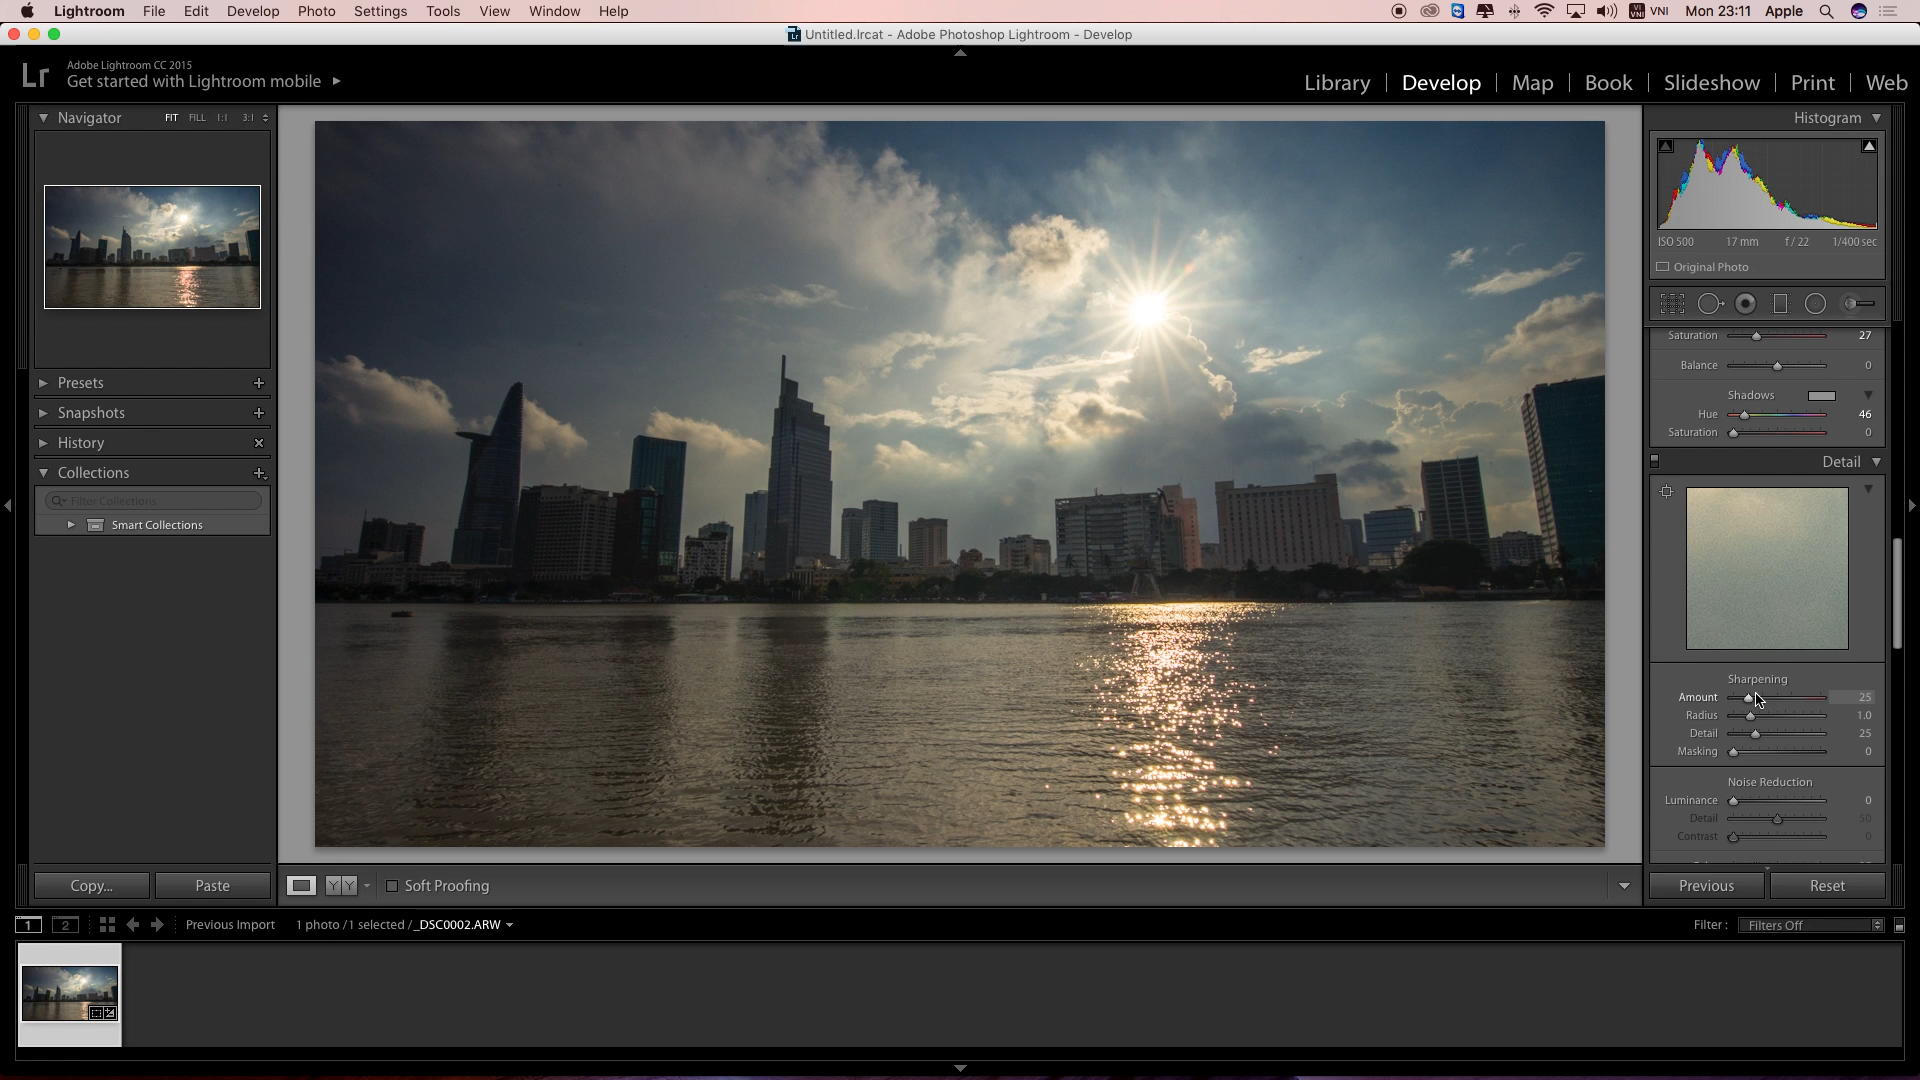 Lightroom File Edit Develop Photo Settings Tools View Window Help VI VNI VNI Mon 23:11 Apple
Lr Untitled.lrcat - Adobe Photoshop Lightroom - Develop
Lr Adobe Lightroom CC 2015
Get started with Lightroom mobile
Library Develop Map Book Slideshow Print Web
Navigator FIT FILL 1:1 3:1
Histogram
ISO 500 17 mm f / 22 1/400 sec
Original Photo
Saturation 27
Balance 0
Shadows
Hue 46
Saturation 0
Presets
Snapshots
History
Collections
Filter Collections
Smart Collections
Detail
Sharpening
Amount 25
Radius 1.0
Detail 25
Masking 0
Noise Reduction
Luminance 0
Detail 50
Contrast 0
Copy... Paste
Y Y Soft Proofing
Previous Reset
1 2 Previous Import 1 photo / 1 selected / _DSC0002.ARW
Filter : Filters Off